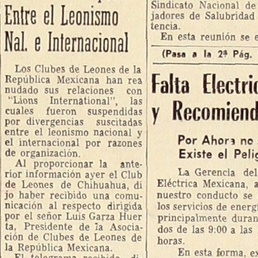 Entre el Leonismo
Nal. e Internacional
Los Clubes de Leones de la
República Mexicana han rea
nudado sus relaciones con
"Lions International", las
cuales fueron suspendidas
por divergencias suscitadas
entre el leonismo nacional y
el internacional por razones
de organización.
Al proporcionar la ante-
rior información ayer el Club
de Leones de Chihuahua, di
jo haber recibido una comu-
nicación al respecto dirigida
por el señor Luis Garza Huer
ta, Presidente de la Asocia-
ción de Clubes de Leones de
la República Mexicana.
El telegrama recibido di
Sindicato Nacional de
jadores de Salubridad
tencia.
En esta reunión se
(Pasa a la 2ª Pág.
Falta Electric
y Recomiend
Por Ahora no
Existe el Pelig
La Gerencia del
Eléctrica Mexicana,
nuestro conducto se
los servicios de energí
principalmente duran
de las 9:00 a las
horas.
En esta forma,